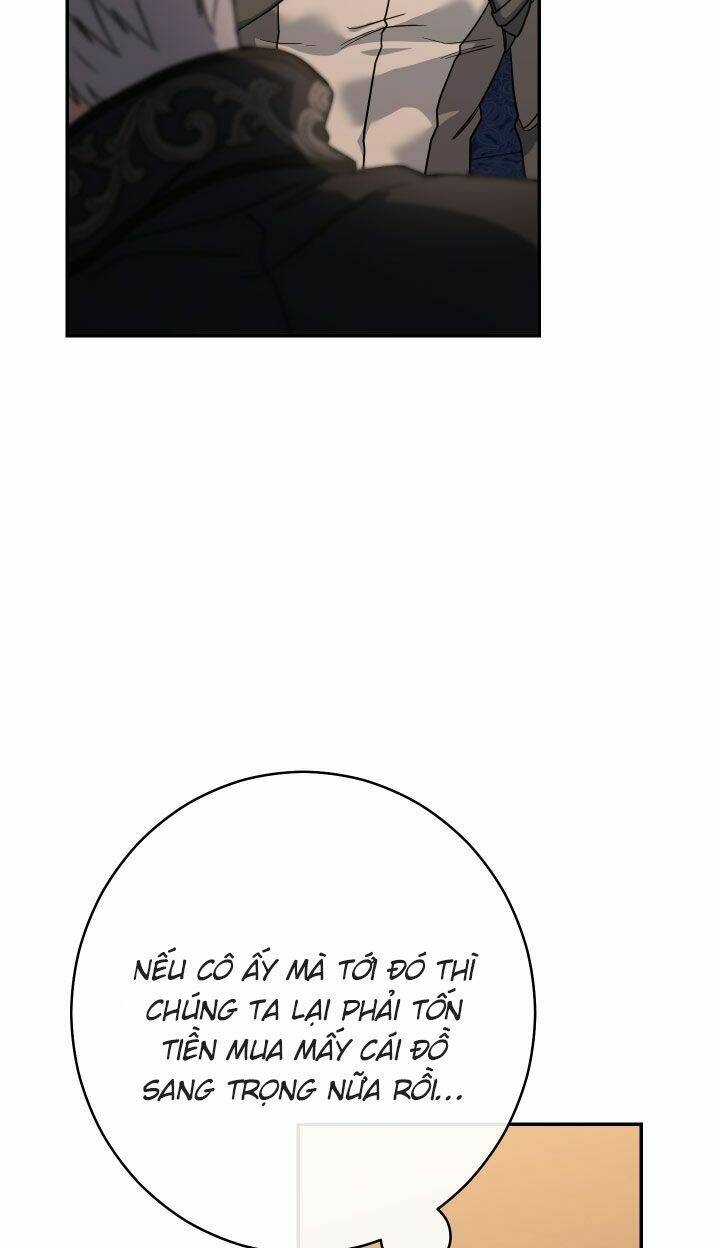 NẾU CÔ ẤY MÀ TỚI ĐÓ THÌ
CHÚNG TA LẠI PHẢI TỐN
TIỀN MUA MẤY CÁI ĐỒ
SANG TRỌNG NỮA RỒI...